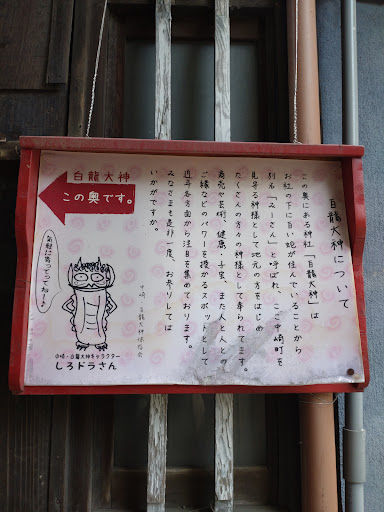 白龍大神について
この奥にある神社「白龍大神」は
お社の下に白い蛇が住んでいることから
別名「みーさん」と呼ばれ、ここ中崎町を
見守る神様として地元の方をはじめ
たくさんの方々の神様として奉られてます。
商売や芸術、健康・子宝、また人と人との
ご縁などのパワーを授かるスポットとして
近年各方面から注目を集めております。
みなさまも是非一度、お参りしては
いかがですか。
中崎・白龍大神保存会
白龍大神
この奥です。
気軽に寄ってってねー♪
中崎・白龍大神キャラクター
しろドラさん